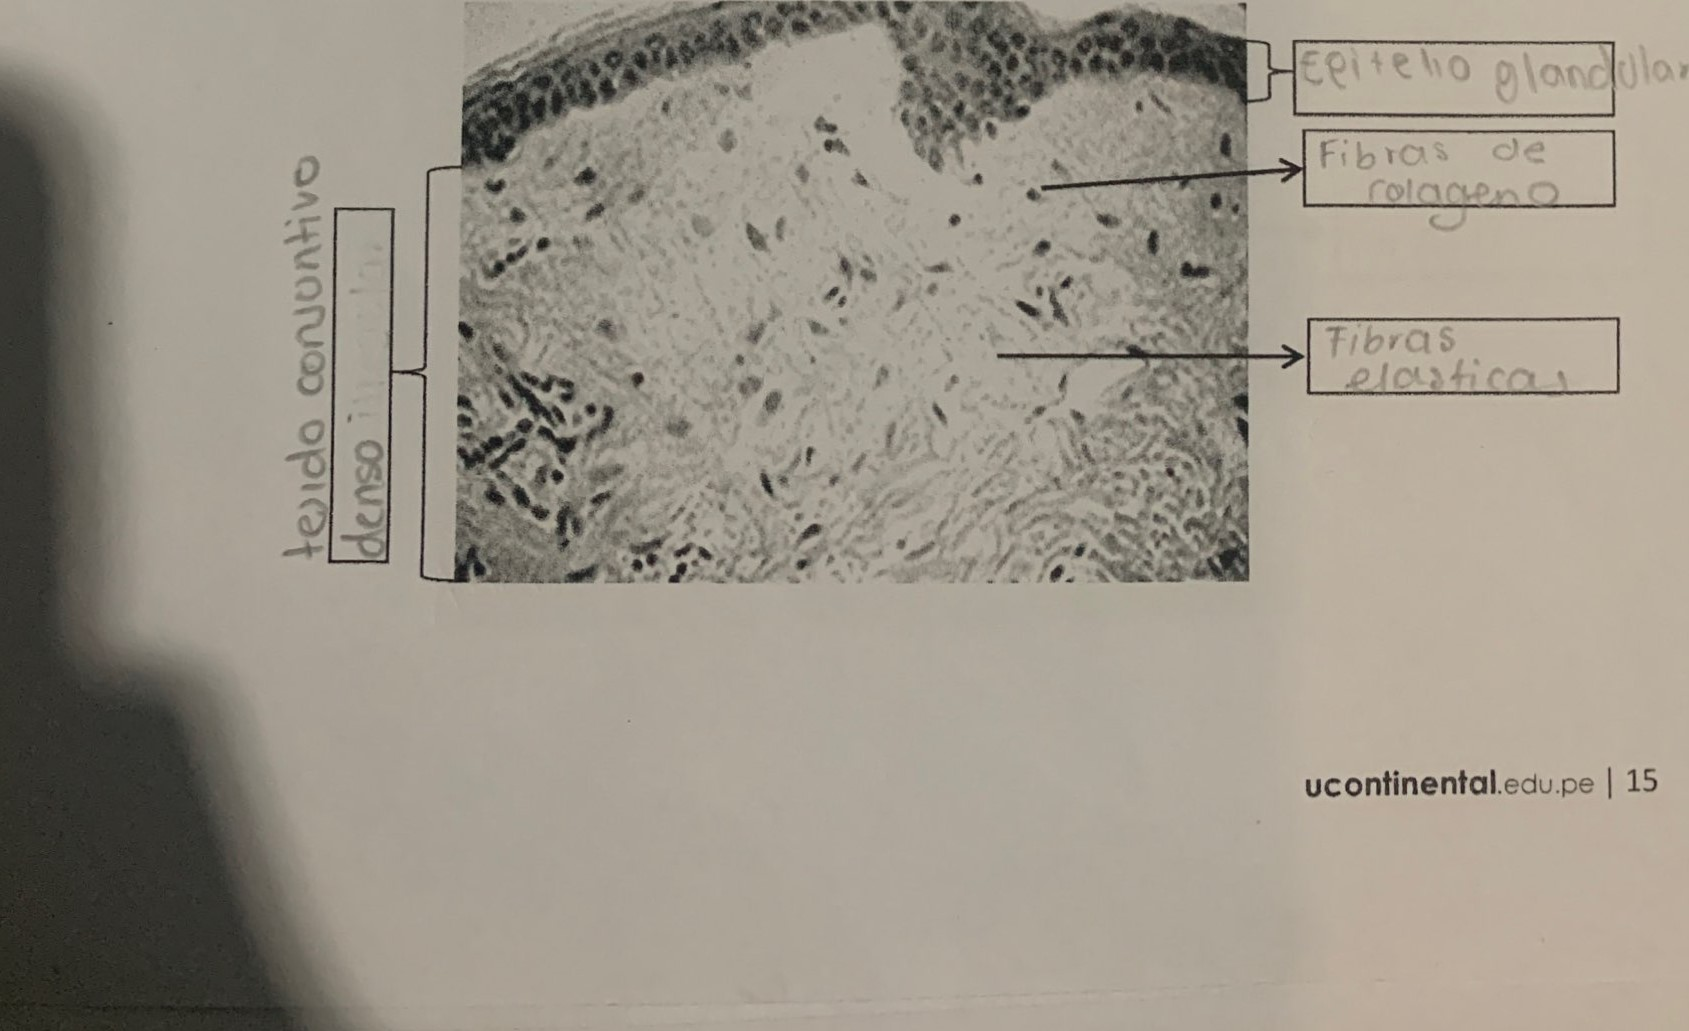 Epitelio glandular
Fibras de
colageno
Fibras
elasticas
tejido conjuntivo
denso
ucontinental.edu.pe | 15